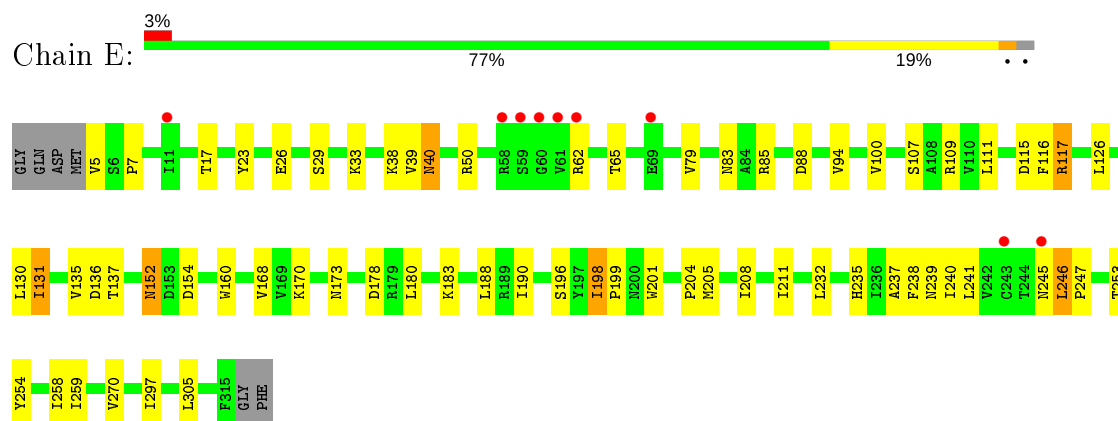 3%
Chain E:
77% 19% • •
GLY GLN ASP MET V5 S6 P7 I11 T17 Y23 E26 S29 K33 K38 V39 N40 R50 R58 S59 G60 V61 R62 T65 E69 V79 N83 A84 R85 D88 V94 V100 S107 A108 R109 V110 L111 D115 F116 R117 L126
L130 I131 V135 D136 T137 N152 D153 D154 W160 V168 V169 K170 N173 D178 R179 L180 K183 L188 R189 I190 S196 Y197 I198 P199 N200 W201 P204 M205 I208 I211 L232 H235 I236 A237 F238 N239 I240 L241 V242 C243 T244 N245 L246 P247 T253
Y254 I258 I259 V270 I297 L305 F315 GLY PHE